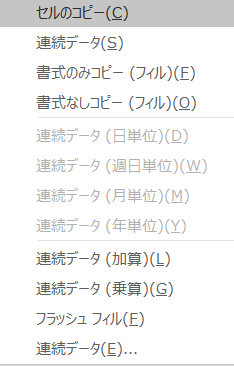 セルのコピー(C)
連続データ(S)
書式のみコピー (フィル)(F)
書式なしコピー (フィル)(O)
連続データ (日単位)(D)
連続データ (週日単位)(W)
連続データ (月単位)(M)
連続データ (年単位)(Y)
連続データ (加算)(L)
連続データ (乗算)(G)
フラッシュ フィル(F)
連続データ(E)...